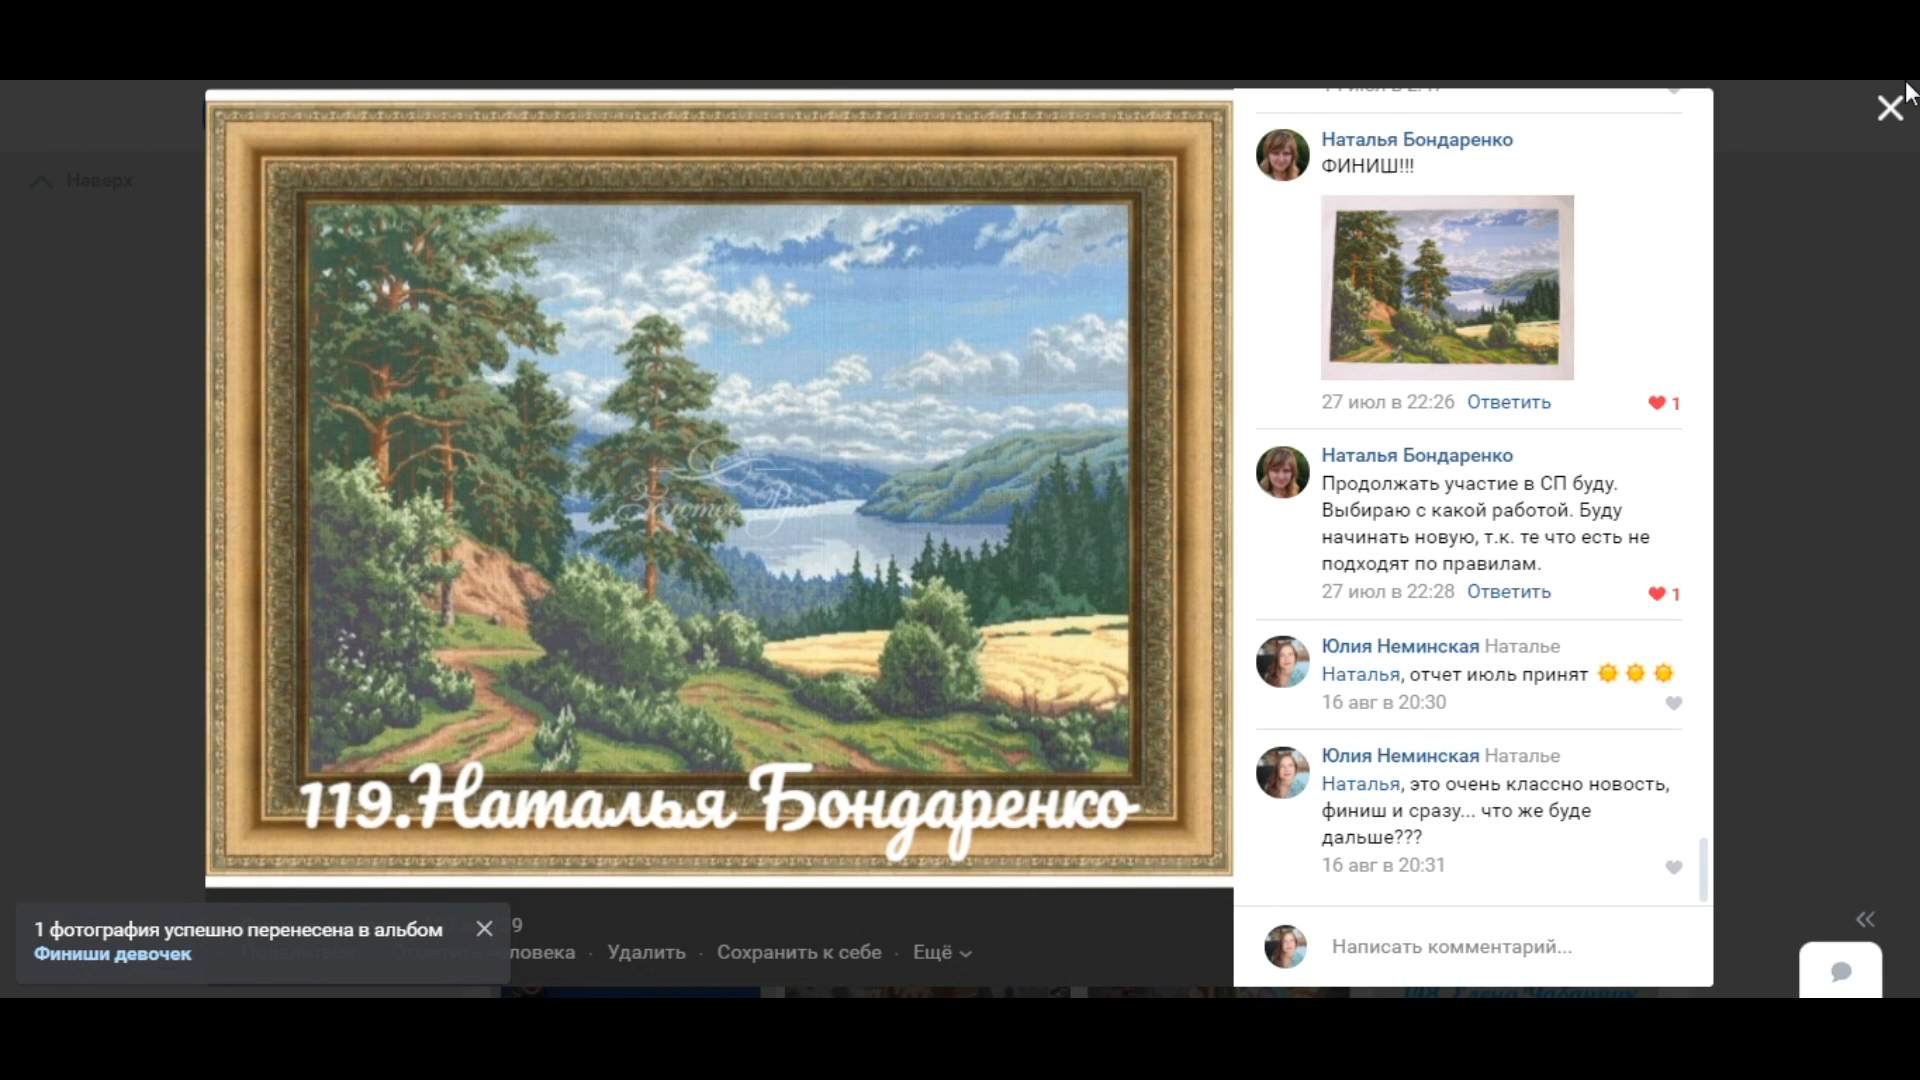 Наверх
Золотое Руно
119.Наталья Бондаренко
1 фотография успешно перенесена в альбом
Финиши девочек
Удалить · Сохранить к себе · Ещё
Наталья Бондаренко
ФИНИШ!!!
27 июл в 22:26 Ответить
1
Наталья Бондаренко
Продолжать участие в СП буду.
Выбираю с какой работой. Буду
начинать новую, т.к. те что есть не
подходят по правилам.
27 июл в 22:28 Ответить
1
Юлия Неминская Наталье
Наталья, отчет июль принят
16 авг в 20:30
Юлия Неминская Наталье
Наталья, это очень классно новость,
финиш и сразу... что же буде
дальше???
16 авг в 20:31
Написать комментарий...